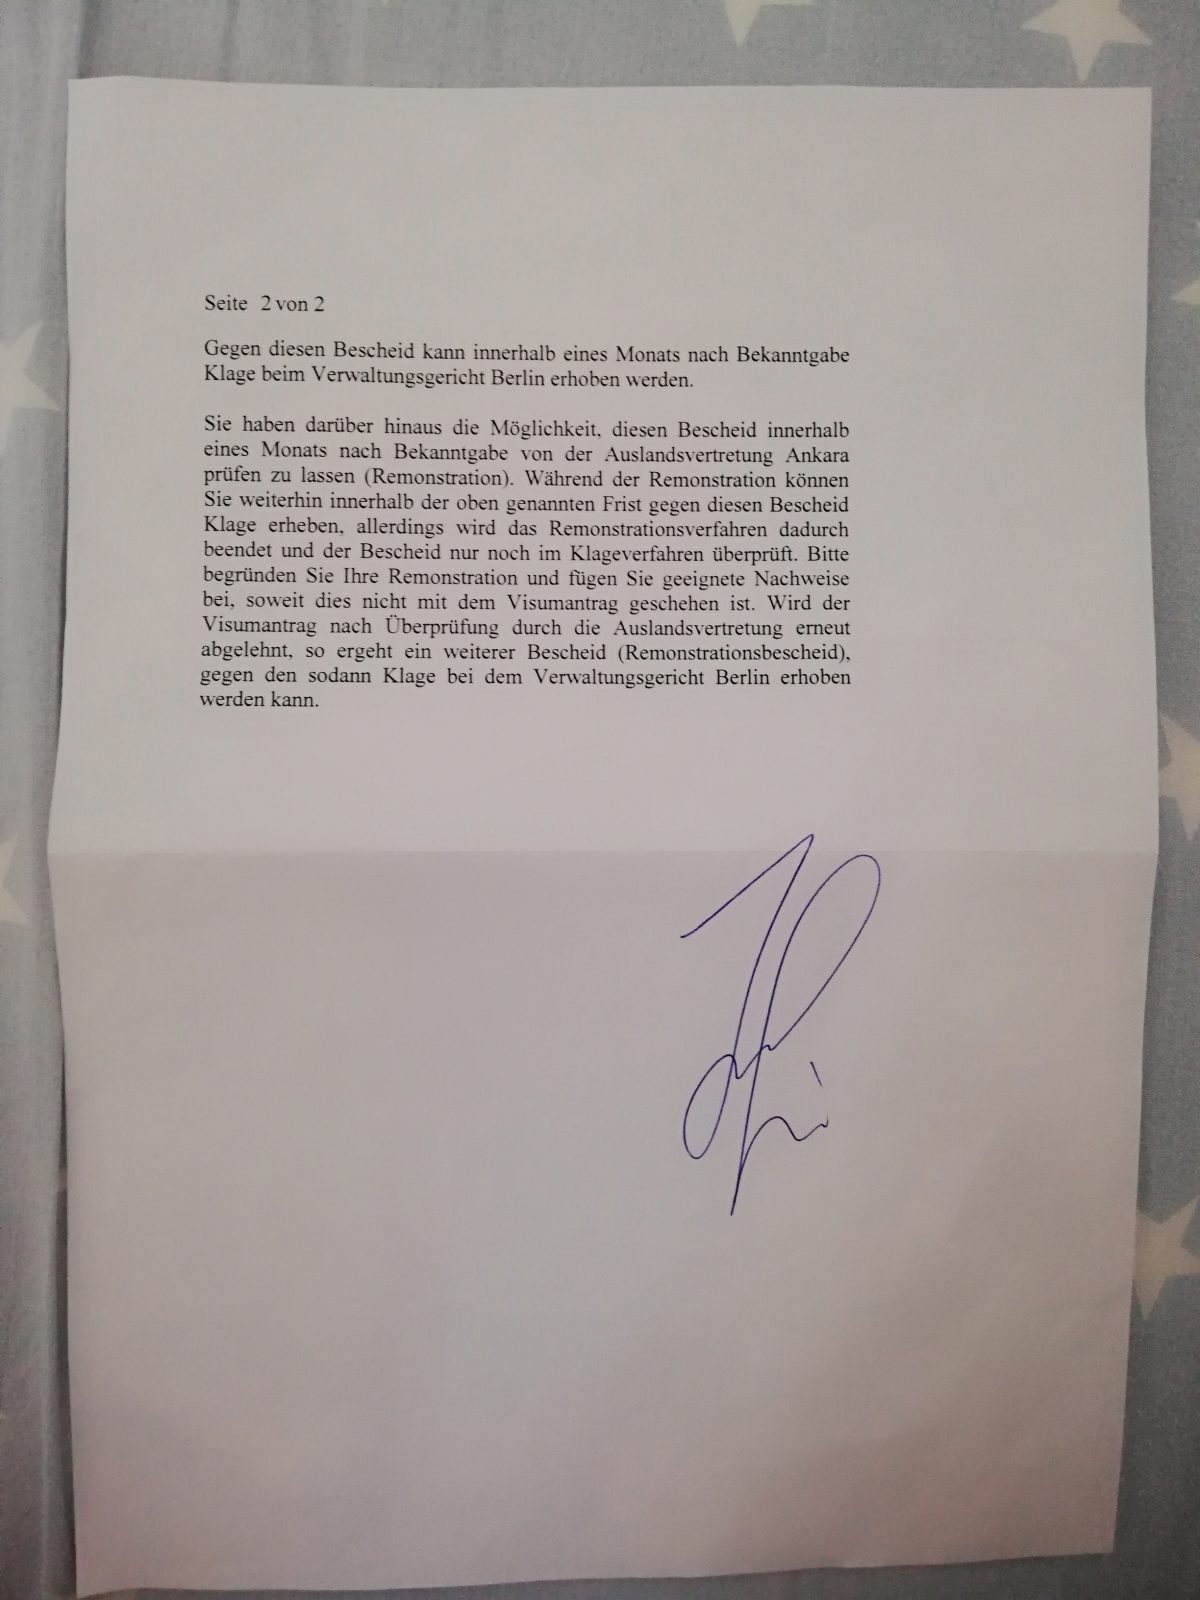 Seite 2 von 2
Gegen diesen Bescheid kann innerhalb eines Monats nach Bekanntgabe
Klage beim Verwaltungsgericht Berlin erhoben werden.
Sie haben darüber hinaus die Möglichkeit, diesen Bescheid innerhalb
eines Monats nach Bekanntgabe von der Auslandsvertretung Ankara
prüfen zu lassen (Remonstration). Während der Remonstration können
Sie weiterhin innerhalb der oben genannten Frist gegen diesen Bescheid
Klage erheben, allerdings wird das Remonstrationsverfahren dadurch
beendet und der Bescheid nur noch im Klageverfahren überprüft. Bitte
begründen Sie Ihre Remonstration und fügen Sie geeignete Nachweise
bei, soweit dies nicht mit dem Visumantrag geschehen ist. Wird der
Visumantrag nach Überprüfung durch die Auslandsvertretung erneut
abgelehnt, so ergeht ein weiterer Bescheid (Remonstrationsbescheid),
gegen den sodann Klage bei dem Verwaltungsgericht Berlin erhoben
werden kann.